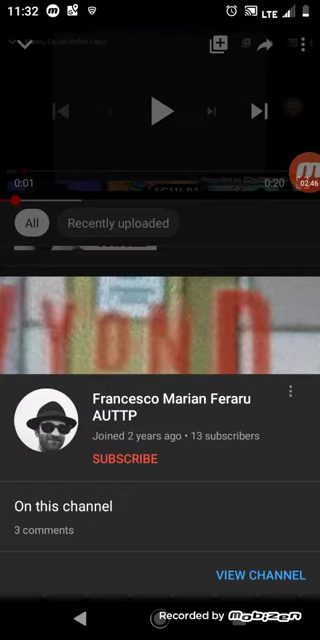 11:32 LTE
0:01 0:20
02:46
All Recently uploaded
YOND
Francesco Marian Feraru
AUTTP
Joined 2 years ago • 13 subscribers
SUBSCRIBE
On this channel
3 comments
VIEW CHANNEL
Recorded by mobizen